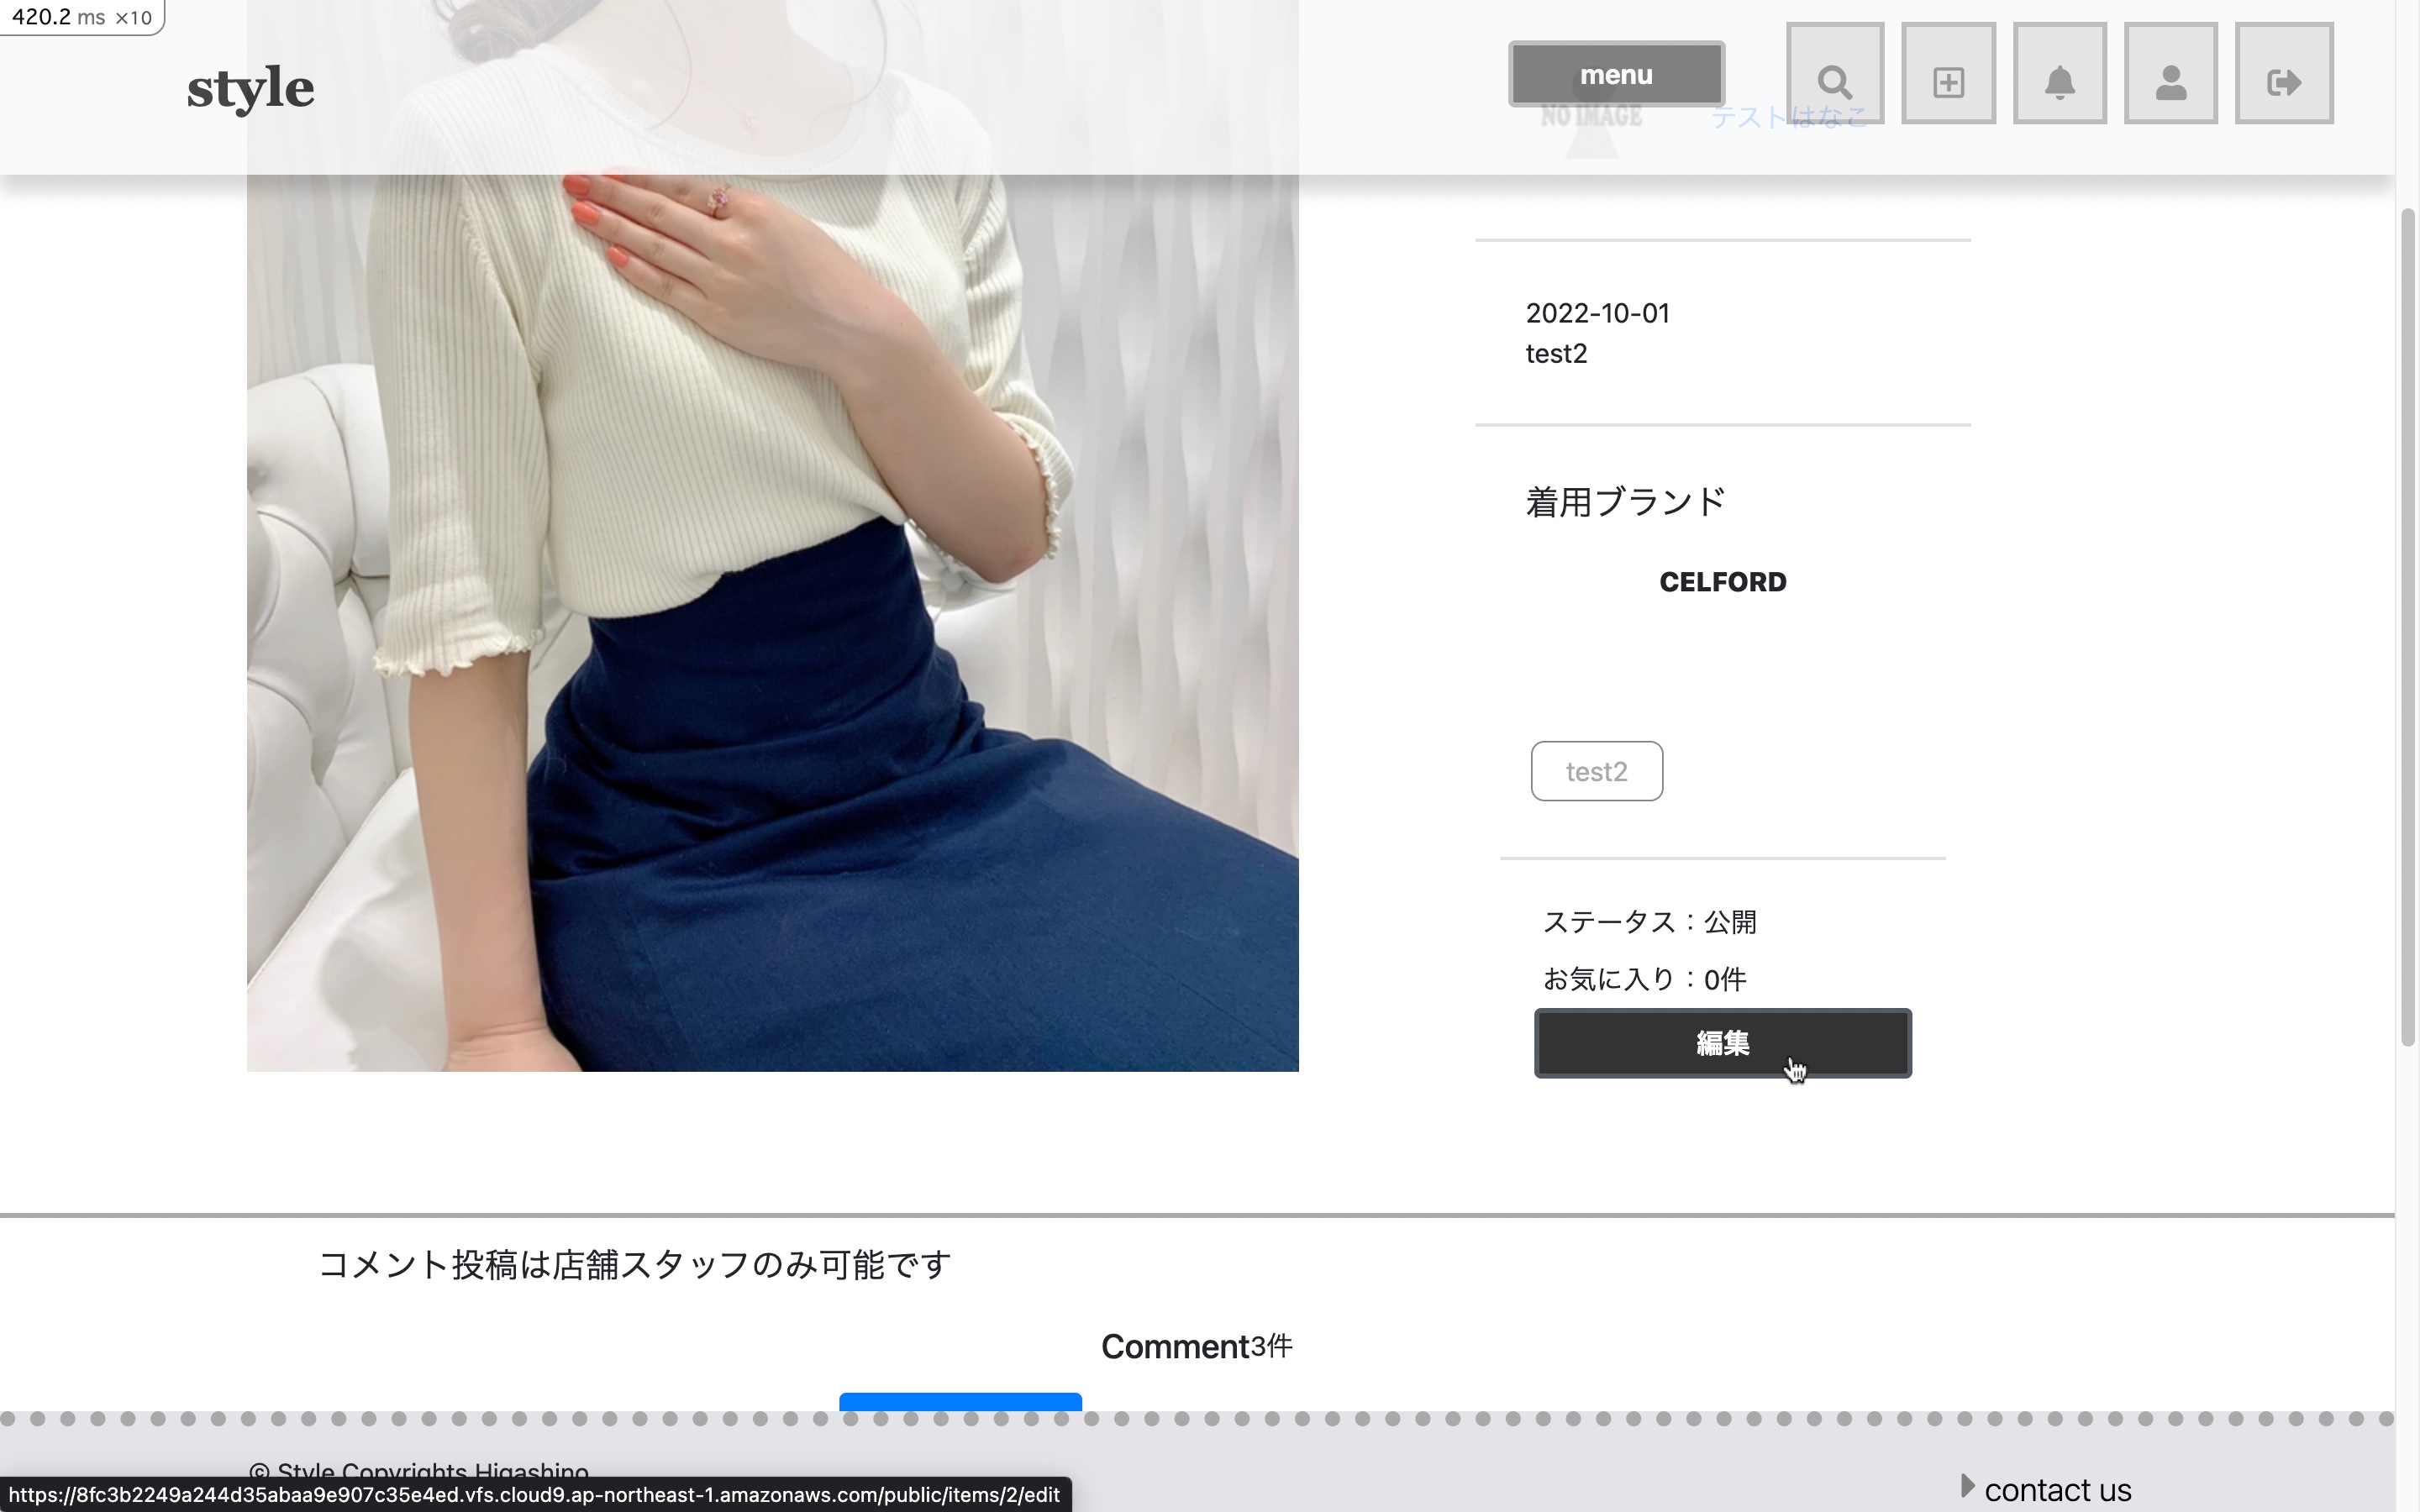 420.2 ms ×10
style
menu
NO IMAGE
テストはなこ
2022-10-01
test2
着用ブランド
CELFORD
test2
ステータス：公開
お気に入り：0件
編集
コメント投稿は店舗スタッフのみ可能です
Comment3件
© Style Copyrights Higashino
https://8fc3b2249a244d35abaa9e907c35e4ed.vfs.cloud9.ap-northeast-1.amazonaws.com/public/items/2/edit
contact us